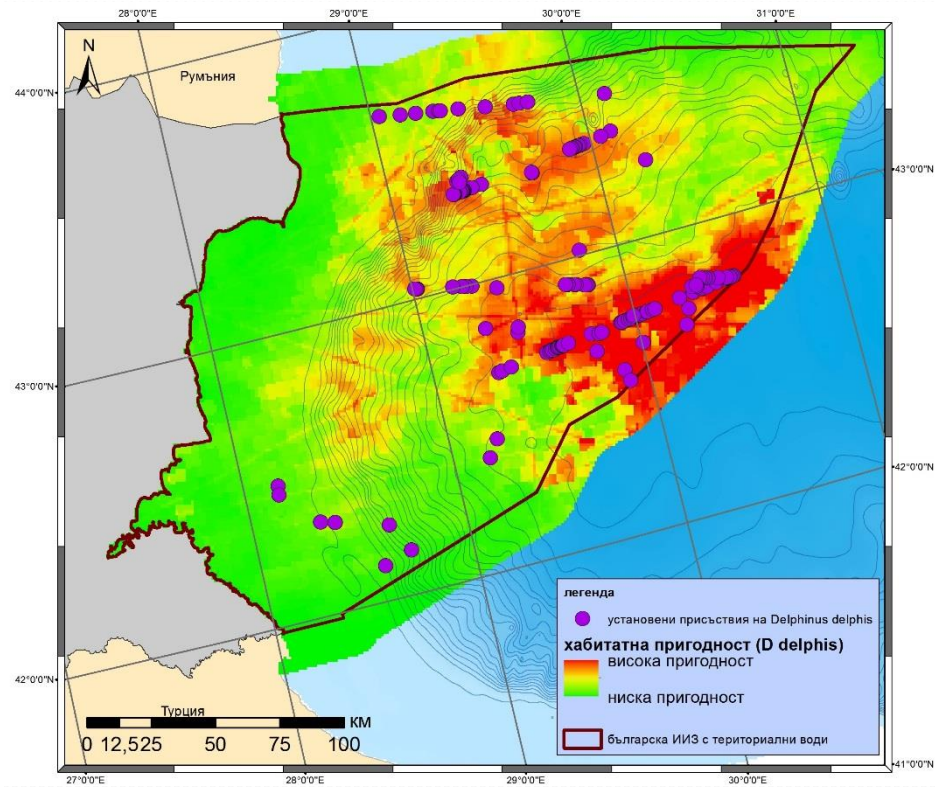 28°0'0"E 29°0'0"E 30°0'0"E 31°0'0"E
N
Румъния
44°0'0"N
43°0'0"N
43°0'0"N
42°0'0"N
42°0'0"N
41°0'0"N
легенда
установени присъствия на Delphinus delphis
хабитатна пригодност (D delphis)
висока пригодност
ниска пригодност
българска ИИЗ с териториални води
Турция
КМ
0 12,525 50 75 100
27°0'0"E 28°0'0"E 29°0'0"E 30°0'0"E